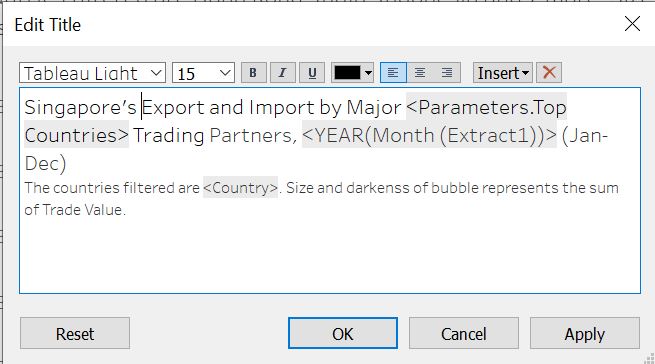 Edit Title
Tableau Light 15 B I U Insert
Singapore's Export and Import by Major <Parameters.Top
Countries> Trading Partners, <YEAR(Month (Extract1))> (Jan-
Dec)
The countries filtered are <Country>. Size and darkenss of bubble represents the sum
of Trade Value.
Reset OK Cancel Apply